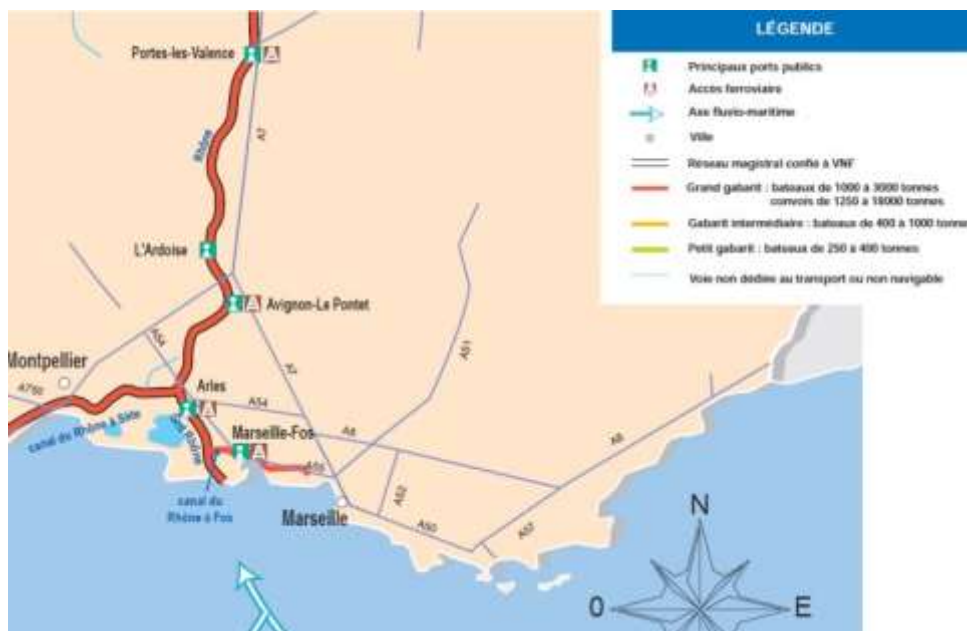 Portes-les-Valence
A7
Rhône
L'Ardoise
Avignon-Le Pontet
A54
A7
Montpellier
A750
Arles
A54
canal du Rhône à Sète
Rhône
Marseille-Fos
A8
A51
A8
A55
canal du
Rhône à Fos
Marseille
A52
A50
A57
LÉGENDE
Principaux ports publics
Accès ferroviaire
Axe fluvio-maritime
Ville
Réseau magistral confié à VNF
Grand gabarit : bateaux de 1000 à 3000 tonnes
convois de 1250 à 18000 tonnes
Gabarit intermédiaire : bateaux de 400 à 1000 tonne
Petit gabarit : bateaux de 250 à 400 tonnes
Voie non dédiée au transport ou non navigable
N
O
E